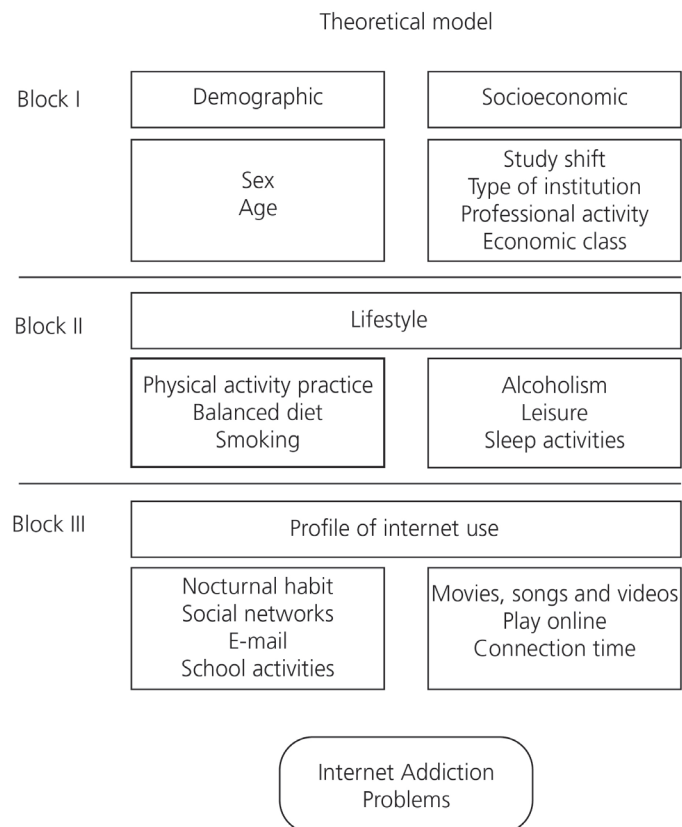 Theoretical model
Block I
Demographic
Socioeconomic
Sex
Age
Study shift
Type of institution
Professional activity
Economic class
Block II
Lifestyle
Physical activity practice
Balanced diet
Smoking
Alcoholism
Leisure
Sleep activities
Block III
Profile of internet use
Nocturnal habit
Social networks
E-mail
School activities
Movies, songs and videos
Play online
Connection time
Internet Addiction
Problems